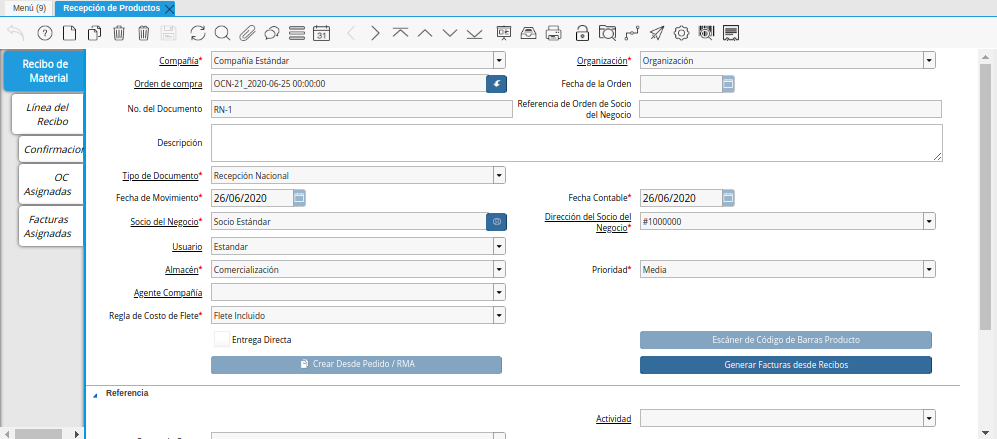 Menú (9) Recepción de Productos
31
Recibo de
Material
Línea del
Recibo
Confirmacion
OC
Asignadas
Facturas
Asignadas
Compañía* Compañía Estándar Organización* Organización
Orden de compra OCN-21_2020-06-25 00:00:00 Fecha de la Orden
No. del Documento RN-1 Referencia de Orden de Socio
del Negocio
Descripción
Tipo de Documento* Recepción Nacional
Fecha de Movimiento* 26/06/2020 Fecha Contable* 26/06/2020
Socio del Negocio* Socio Estándar Dirección del Socio del
Negocio* #1000000
Usuario Estandar
Almacén* Comercialización Prioridad* Media
Agente Compañía
Regla de Costo de Flete* Flete Incluido
Entrega Directa Escáner de Código de Barras Producto
Crear Desde Pedido / RMA Generar Facturas desde Recibos
Referencia
Actividad